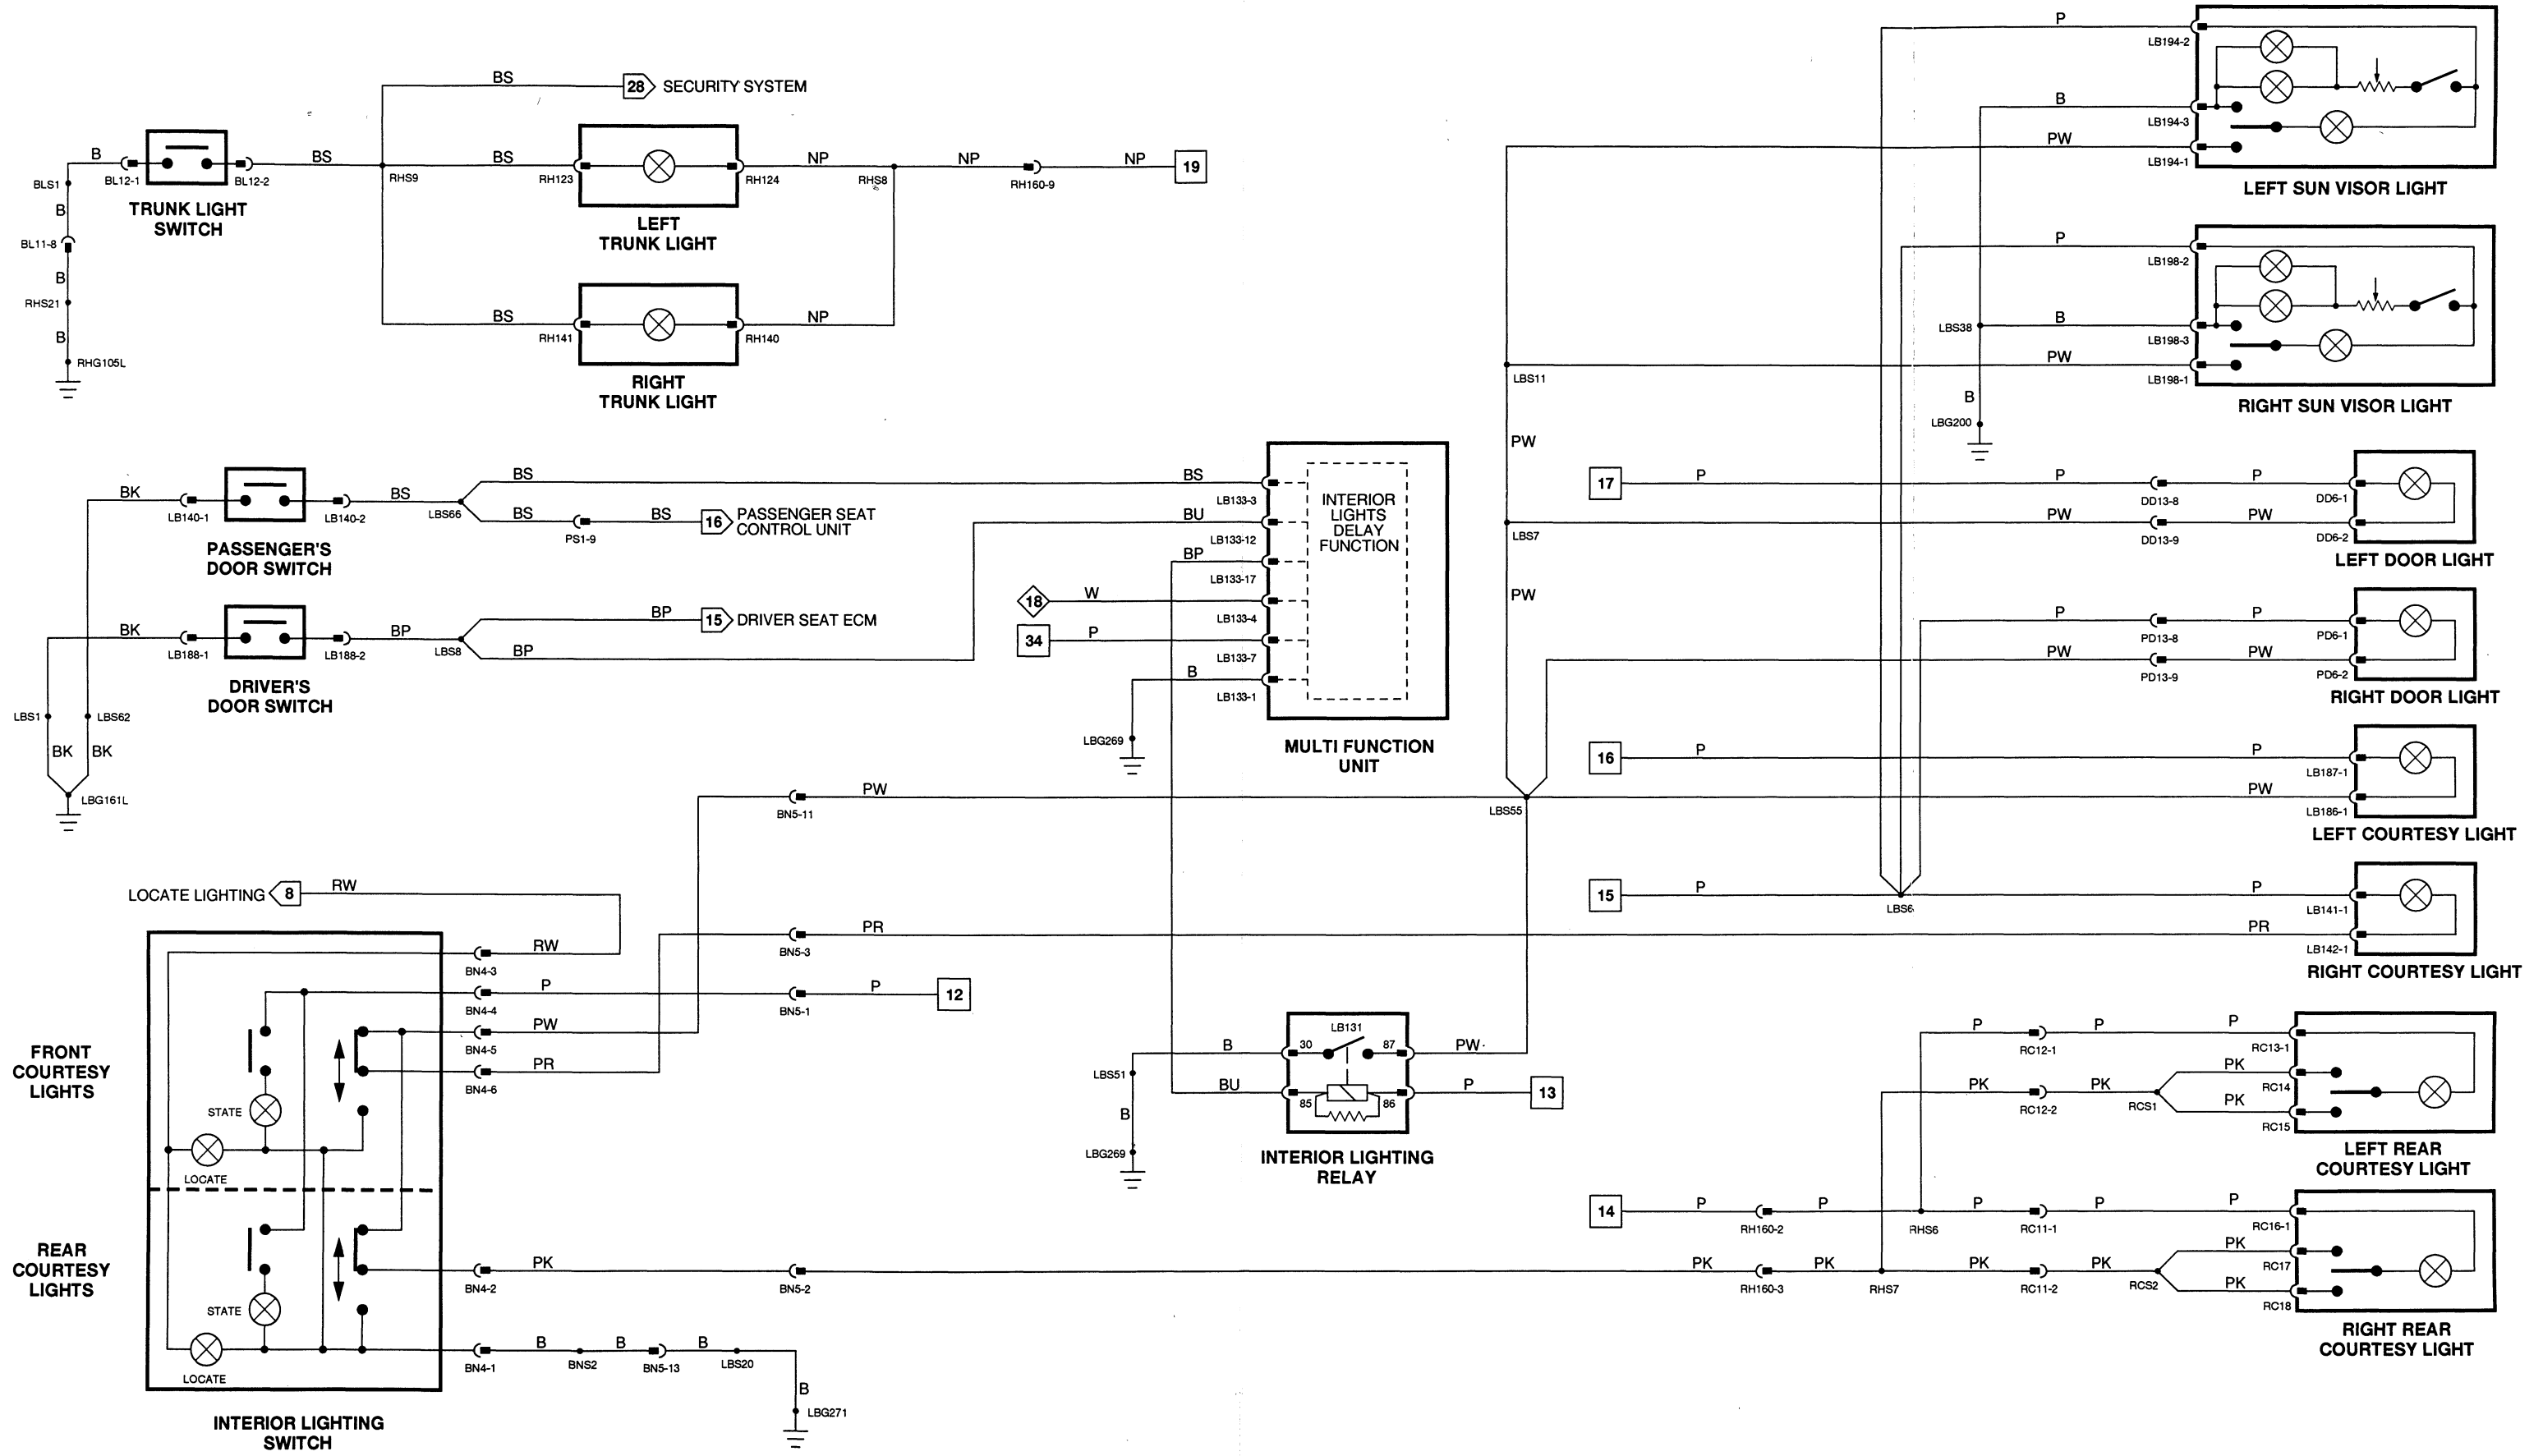 BS
28
SECURITY SYSTEM
B
BL12-1
BL12-2
BS
RHS9
BS
RH123
RH124
NP
RHS8
NP
RH160-9
NP
19
BLS1
B
BL11-8
B
RHS21
B
RHG105L
TRUNK LIGHT
SWITCH
LEFT
TRUNK LIGHT
BS
RH141
RH140
NP
RIGHT
TRUNK LIGHT
P
LB194-2
B
LB194-3
PW
LB194-1
LEFT SUN VISOR LIGHT
P
LB198-2
LBS38
B
LB198-3
PW
LB198-1
LBS11
RIGHT SUN VISOR LIGHT
B
LBG200
PW
BK
LB140-1
LB140-2
BS
LBS66
BS
BS
PS1-9
BS
16
PASSENGER SEAT
CONTROL UNIT
PASSENGER'S
DOOR SWITCH
BK
LB188-1
LB188-2
BP
LBS8
BP
15
DRIVER SEAT ECM
BP
DRIVER'S
DOOR SWITCH
LBS1
LBS62
BK
BK
LBG161L
BS
LB133-3
BU
LB133-12
BP
LB133-17
18
W
LB133-4
34
P
LB133-7
B
LB133-1
LBG269
INTERIOR
LIGHTS
DELAY
FUNCTION
MULTI FUNCTION
UNIT
17
P
P
DD13-8
P
DD6-1
LBS7
PW
DD13-9
PW
DD6-2
LEFT DOOR LIGHT
PW
P
PD13-8
P
PD6-1
PW
PD13-9
PW
PD6-2
RIGHT DOOR LIGHT
16
P
P
LB187-1
BN5-11
PW
LBS55
PW
LB186-1
LEFT COURTESY LIGHT
15
P
LBS6
P
LB141-1
BN5-3
PR
PR
LB142-1
RIGHT COURTESY LIGHT
LOCATE LIGHTING
8
RW
RW
BN4-3
P
BN4-4
BN5-1
P
12
PW
BN4-5
PR
BN4-6
FRONT
COURTESY
LIGHTS
STATE
LOCATE
REAR
COURTESY
LIGHTS
STATE
LOCATE
PK
BN4-2
BN5-2
BN4-1
B
BNS2
B
BN5-13
B
LBS20
B
LBG271
INTERIOR LIGHTING
SWITCH
LB131
B
30
87
PW
LBS51
BU
85
86
P
13
B
LBG269
INTERIOR LIGHTING
RELAY
P
RC12-1
P
P
RC13-1
PK
RC12-2
PK
RCS1
PK
RC14
PK
RC15
LEFT REAR
COURTESY LIGHT
14
P
RH160-2
P
RHS6
P
RC11-1
P
P
RC16-1
PK
RH160-3
PK
RHS7
PK
RC11-2
PK
RCS2
PK
RC17
PK
RC18
RIGHT REAR
COURTESY LIGHT